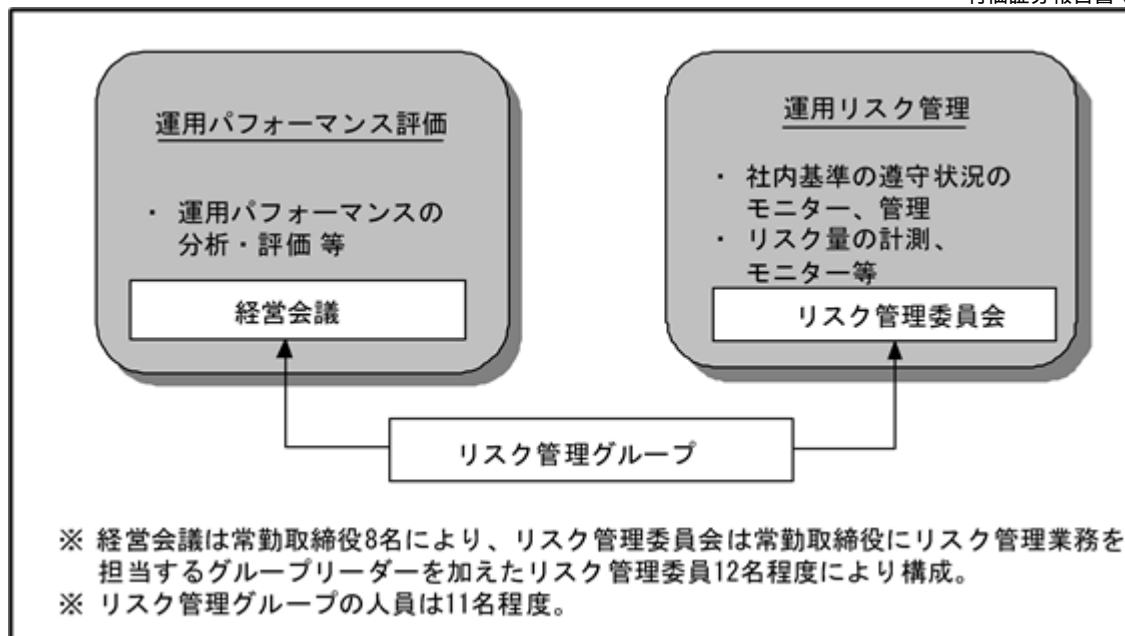 運用パフォーマンス評価
・ 運用パフォーマンスの
分析・評価 等
経営会議
運用リスク管理
・ 社内基準の遵守状況の
モニター、管理
・ リスク量の計測、
モニター等
リスク管理委員会
リスク管理グループ
※ 経営会議は常勤取締役8名により、リスク管理委員会は常勤取締役にリスク管理業務を
担当するグループリーダーを加えたリスク管理委員12名程度により構成。
※ リスク管理グループの人員は11名程度。